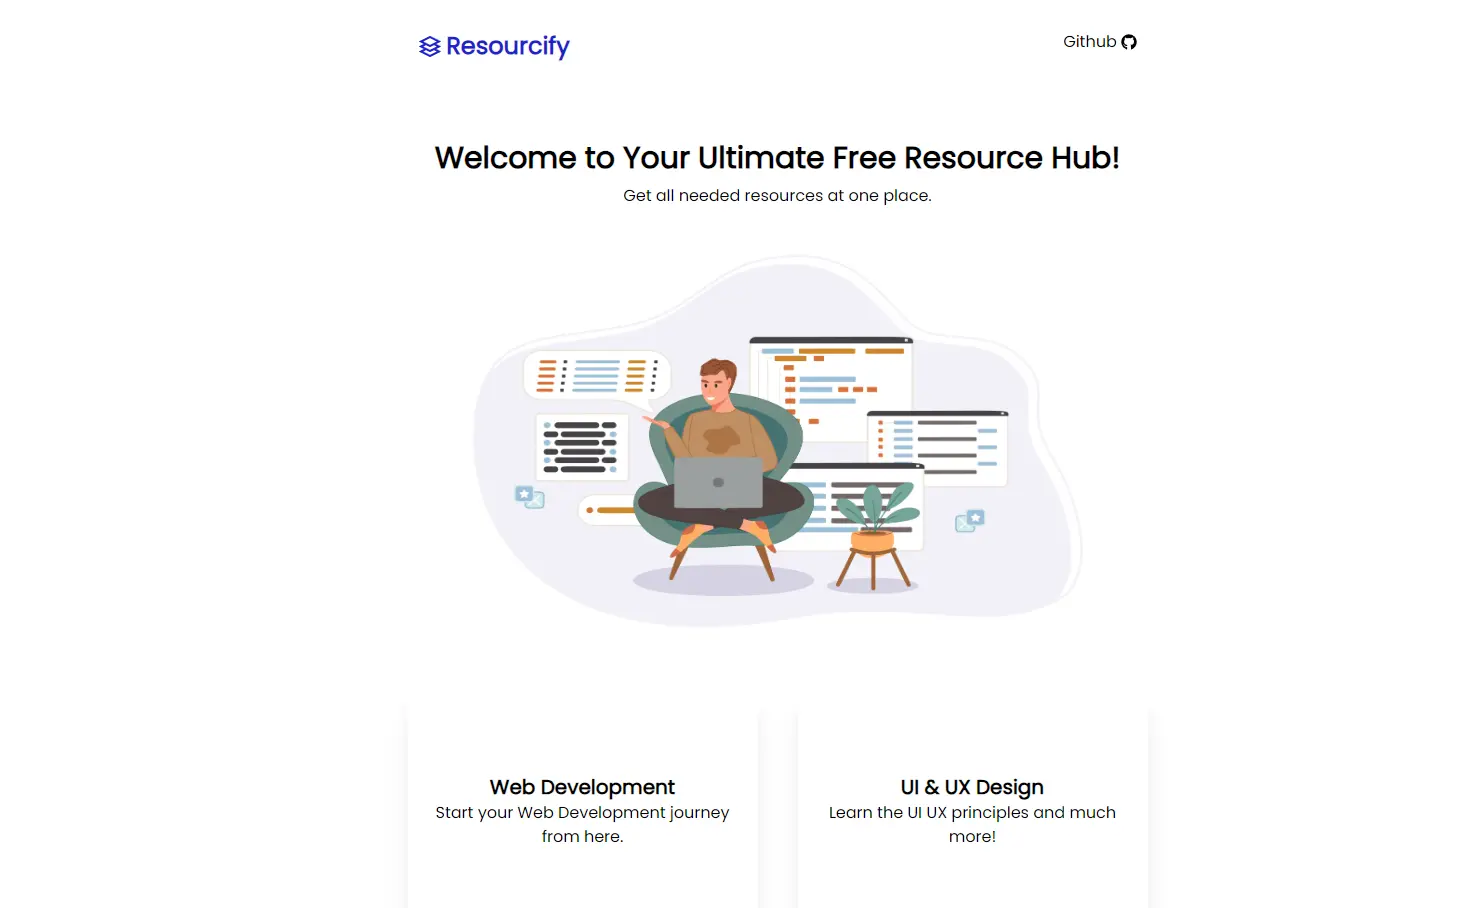 Resourcify
Github
Welcome to Your Ultimate Free Resource Hub!
Get all needed resources at one place.
Web Development
Start your Web Development journey
from here.
UI & UX Design
Learn the UI UX principles and much
more!